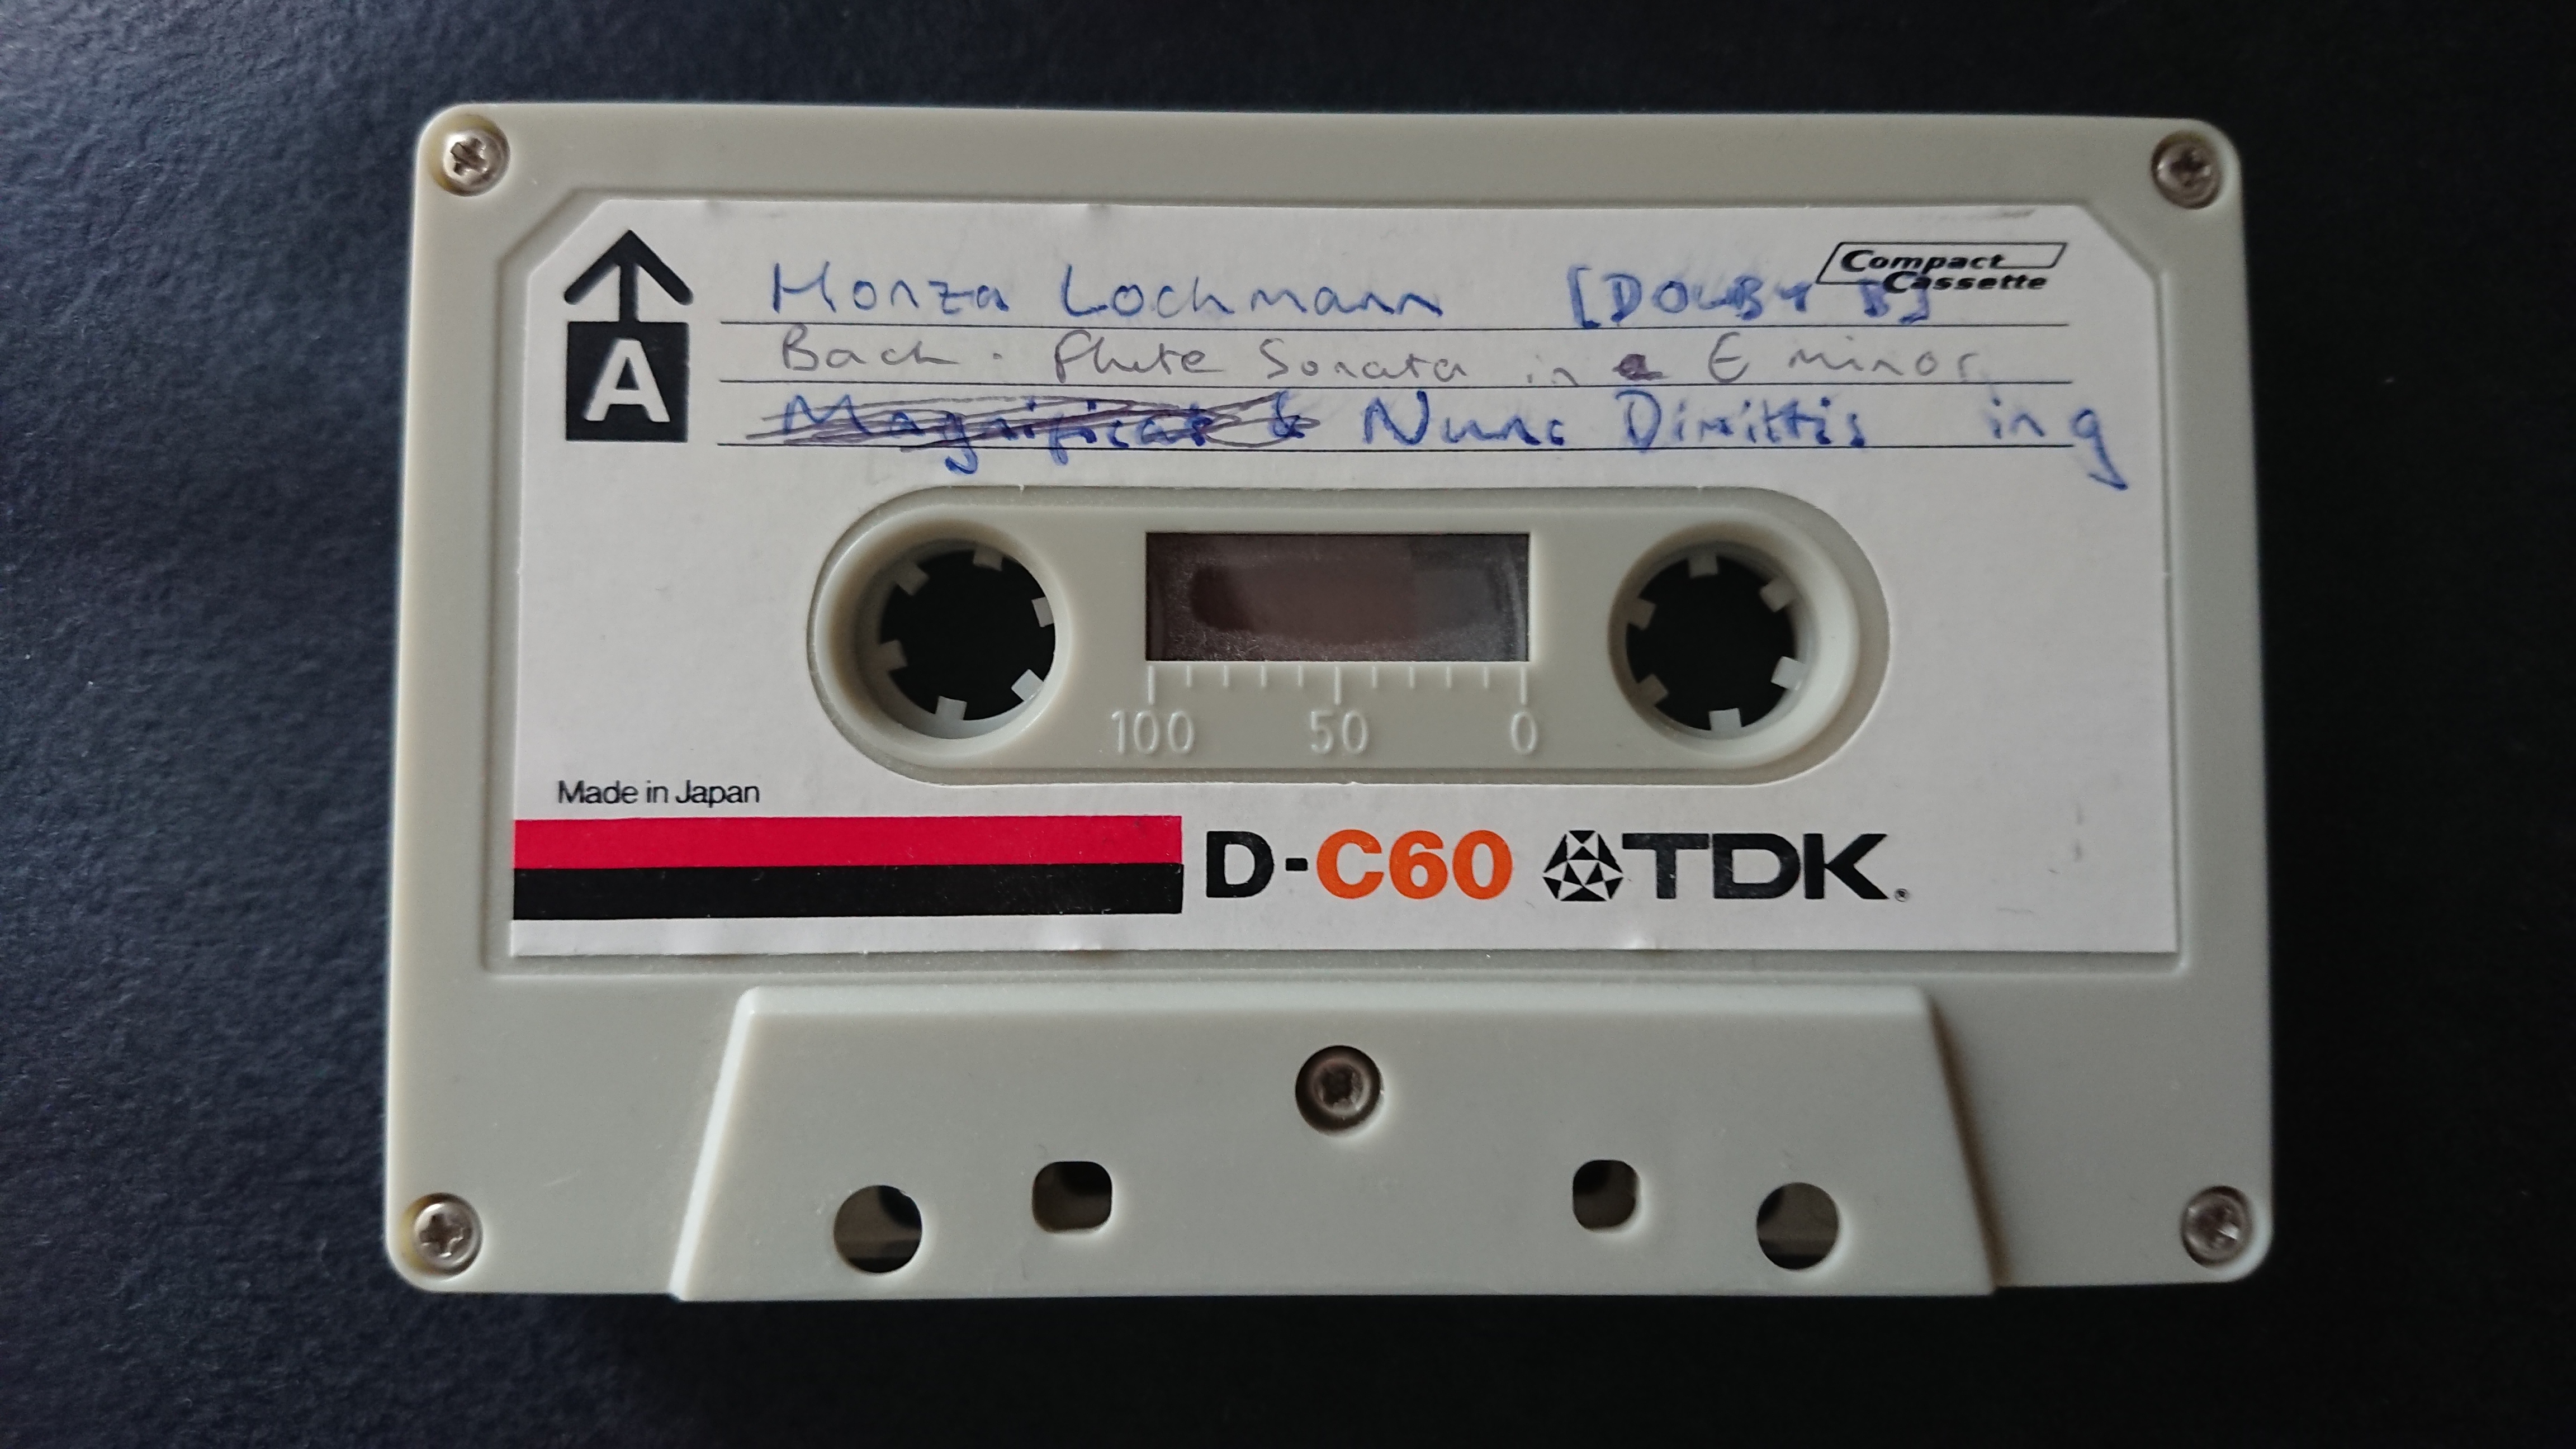 Compact
Cassette
Honza Lochmann [DOLBY B]
A
Bach. Flute Sonata in E minor
Magnificat & Nunc Dimittis in g
100 50 0
Made in Japan
D-C60 TDK®